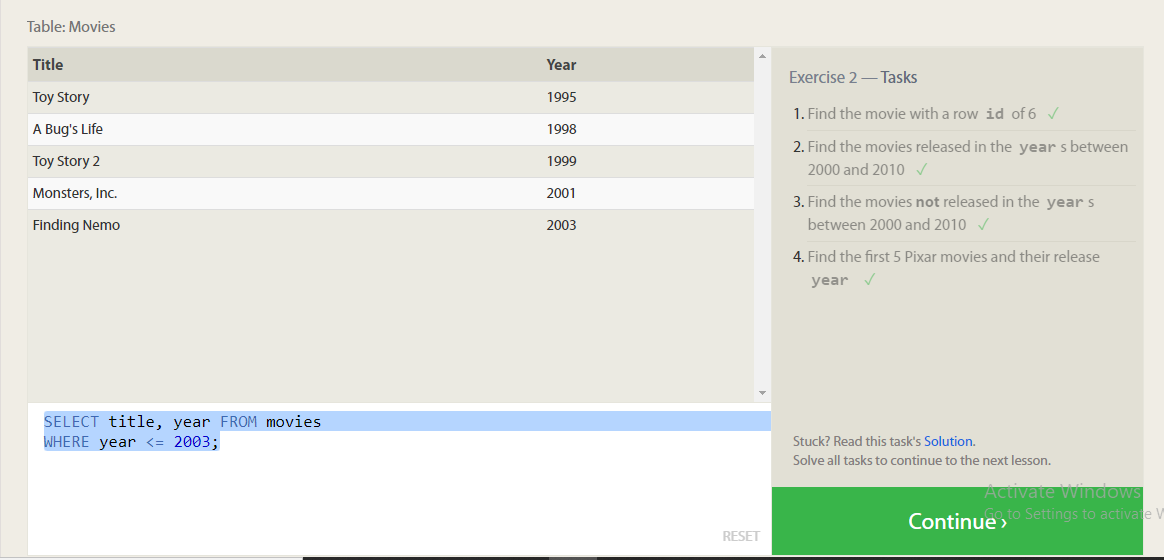 Table: Movies
Title Year
Toy Story 1995
A Bug's Life 1998
Toy Story 2 1999
Monsters, Inc. 2001
Finding Nemo 2003
SELECT title, year FROM movies
WHERE year <= 2003;
RESET
Exercise 2 — Tasks
1. Find the movie with a row id of 6 ✓
2. Find the movies released in the year s between
2000 and 2010 ✓
3. Find the movies not released in the year s
between 2000 and 2010 ✓
4. Find the first 5 Pixar movies and their release
year ✓
Stuck? Read this task's Solution.
Solve all tasks to continue to the next lesson.
Continue ›
Activate Windows
Go to Settings to activate W